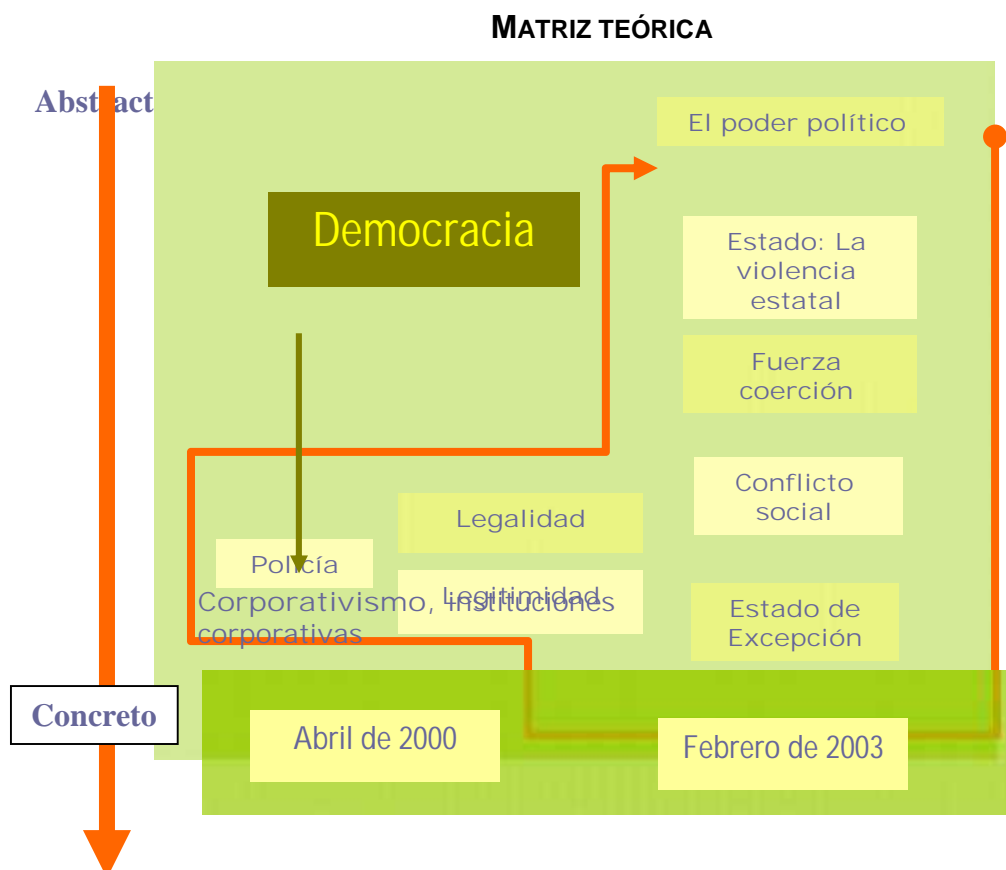 MATRIZ TEÓRICA
Abstract
El poder político
Democracia
Estado: La
violencia
estatal
Fuerza
coerción
Conflicto
social
Legalidad
Policía
Legitimidad
Corporativismo, instituciones
corporativas
Estado de
Excepción
Concreto
Abril de 2000
Febrero de 2003